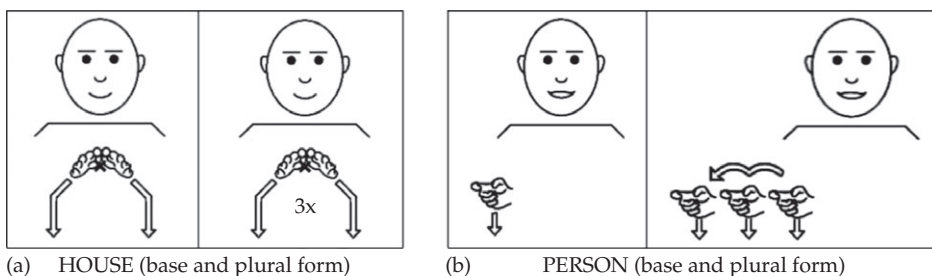 3x
(a) HOUSE (base and plural form)
(b) PERSON (base and plural form)